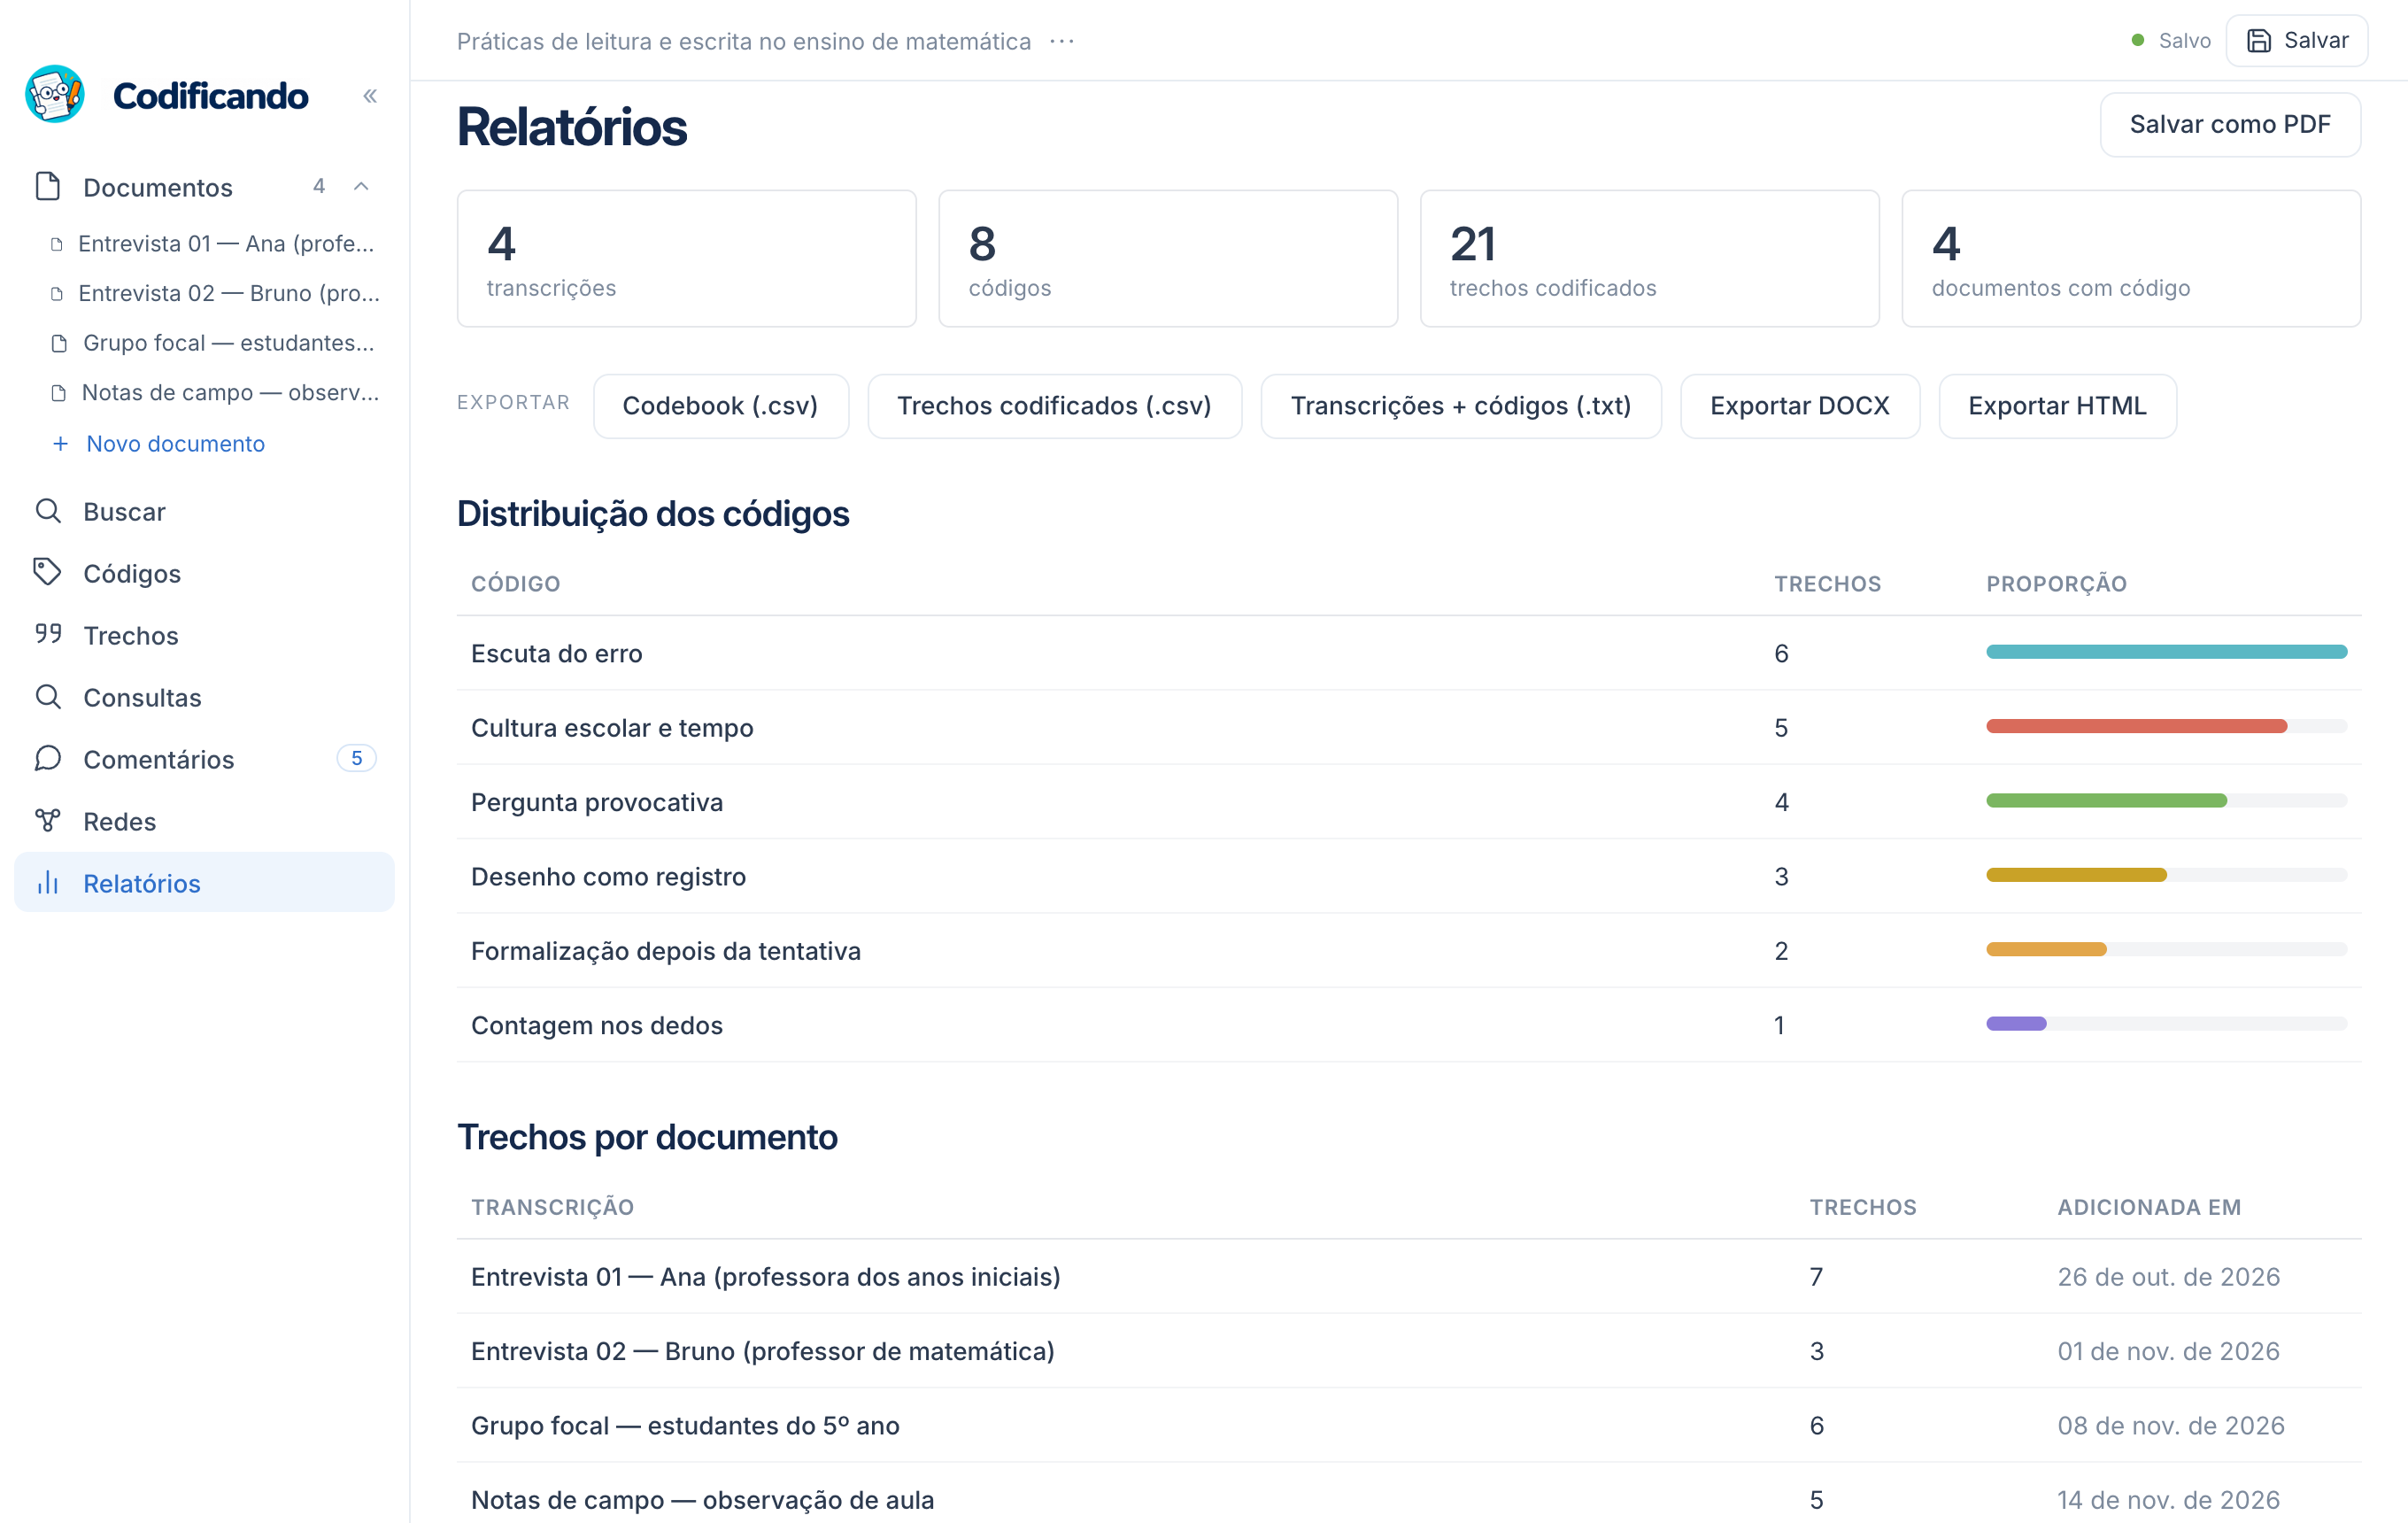 Práticas de leitura e escrita no ensino de matemática ···
Salvo
Salvar
Codificando
Documentos 4
Entrevista 01 — Ana (profe...
Entrevista 02 — Bruno (pro...
Grupo focal — estudantes...
Notas de campo — observ...
+ Novo documento
Buscar
Códigos
Trechos
Consultas
Comentários 5
Redes
Relatórios
Relatórios
Salvar como PDF
4
transcrições
8
códigos
21
trechos codificados
4
documentos com código
EXPORTAR
Codebook (.csv)
Trechos codificados (.csv)
Transcrições + códigos (.txt)
Exportar DOCX
Exportar HTML
Distribuição dos códigos
CÓDIGO TRECHOS PROPORÇÃO
Escuta do erro 6
Cultura escolar e tempo 5
Pergunta provocativa 4
Desenho como registro 3
Formalização depois da tentativa 2
Contagem nos dedos 1
Trechos por documento
TRANSCRIÇÃO TRECHOS ADICIONADA EM
Entrevista 01 — Ana (professora dos anos iniciais) 7 26 de out. de 2026
Entrevista 02 — Bruno (professor de matemática) 3 01 de nov. de 2026
Grupo focal — estudantes do 5º ano 6 08 de nov. de 2026
Notas de campo — observação de aula 5 14 de nov. de 2026